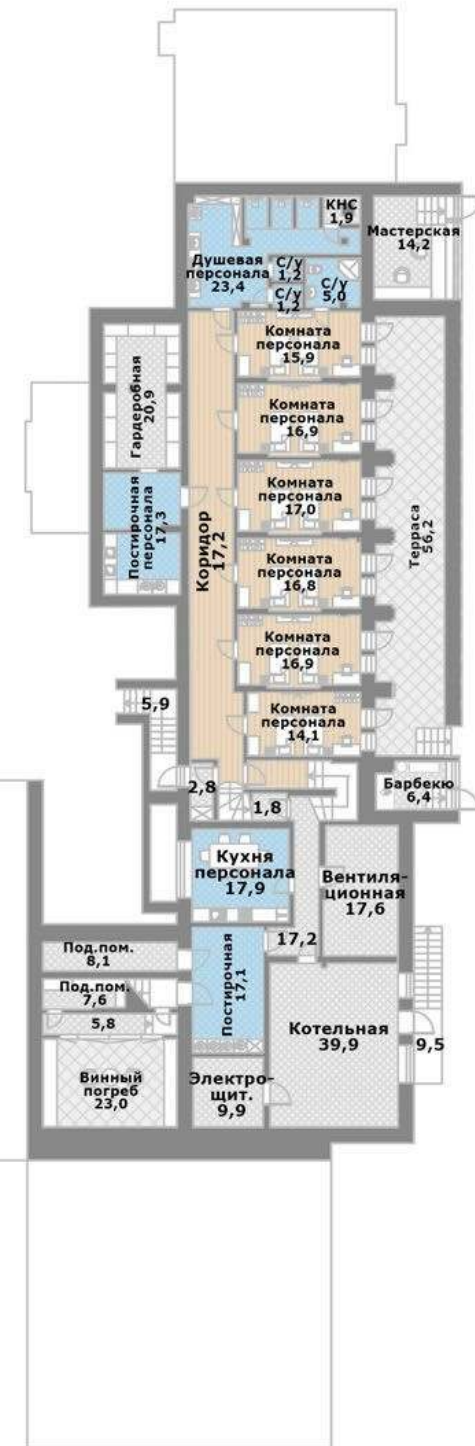 КНС
1,9
Мастерская
14,2
Душевая
персонала
23,4
С/у
1,2
С/у
5,0
С/у
1,2
Комната
персонала
15,9
Гардеробная
20,9
Комната
персонала
16,9
Комната
персонала
17,0
Постирочная
персонала
17,3
Коридор
17,2
Терраса
56,2
Комната
персонала
16,8
Комната
персонала
16,9
5,9
Комната
персонала
14,1
2,8
1,8
Барбекю
6,4
Кухня
персонала
17,9
Вентиля-
ционная
17,6
17,2
Под.пом.
8,1
Под.пом.
7,6
5,8
Постирочная
17,1
Котельная
39,9
9,5
Винный
погреб
23,0
Электро-
щит.
9,9